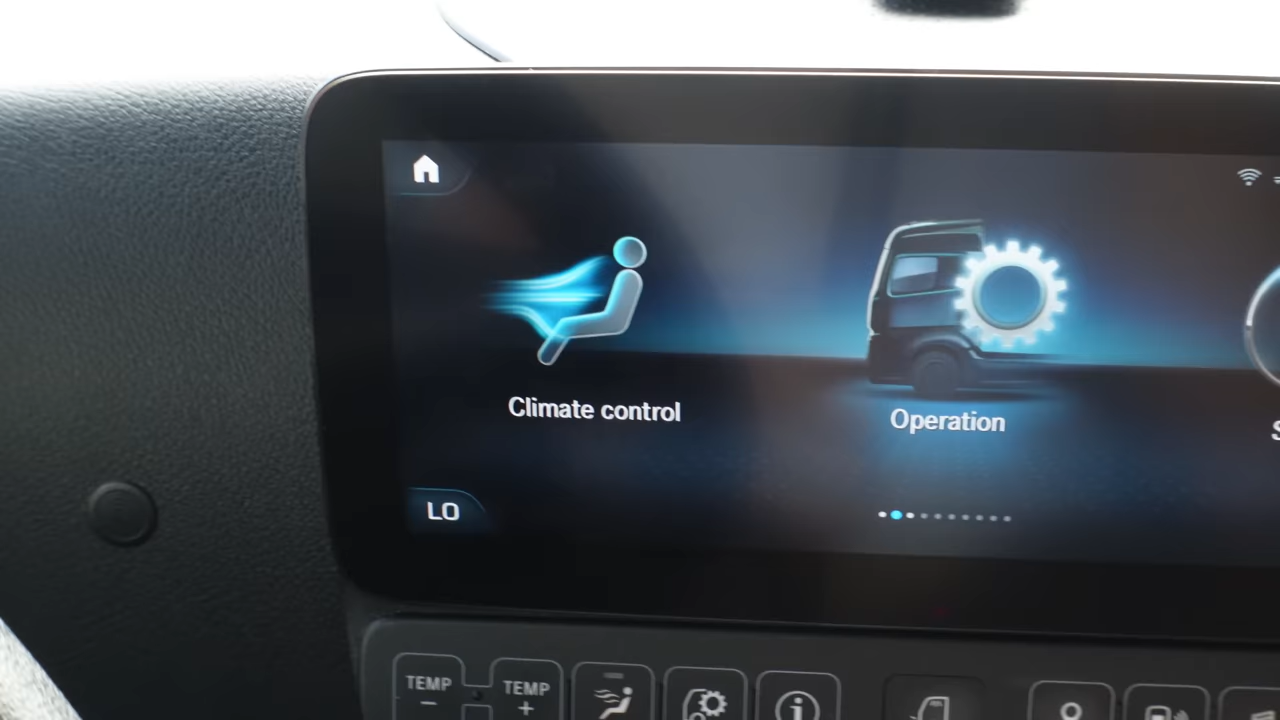 Climate control
Operation
LO
TEMP
−
TEMP
+